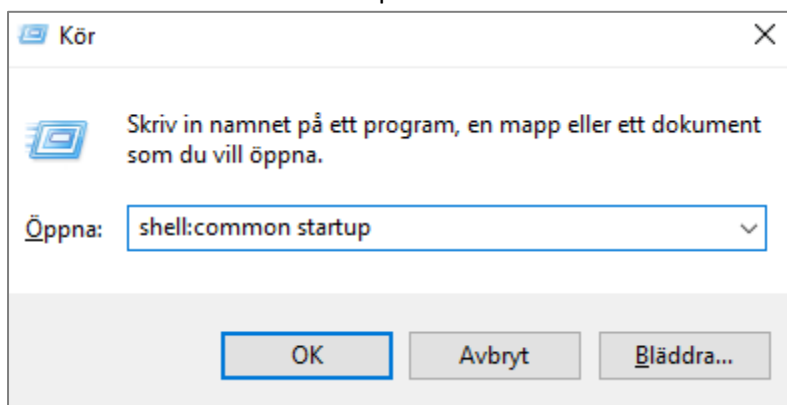 Kör
Skriv in namnet på ett program, en mapp eller ett dokument
som du vill öppna.
Öppna: shell:common startup
OK Avbryt Bläddra...